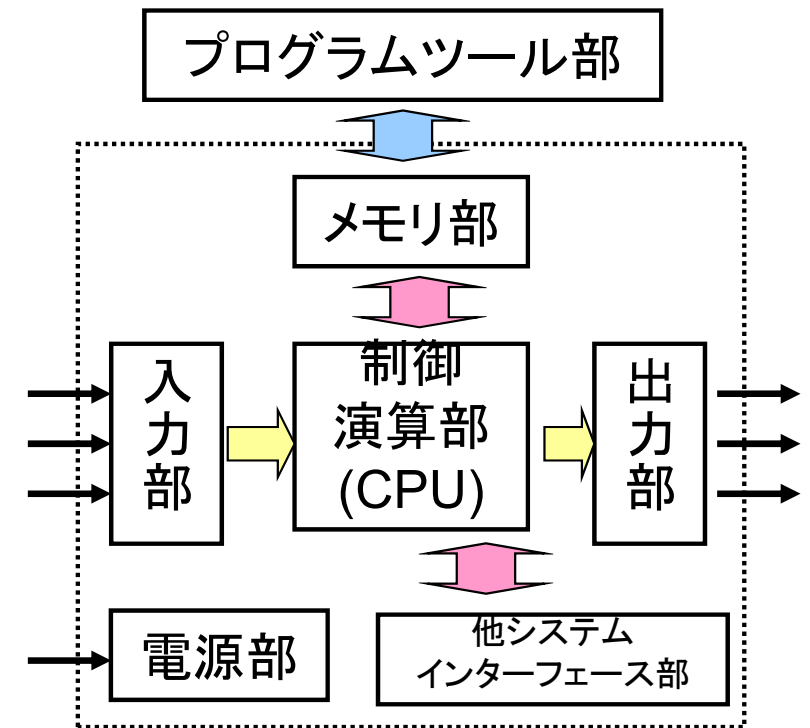 プログラムツール部
メモリ部
入力部
制御
演算部
(CPU)
出力部
電源部
他システム
インターフェース部